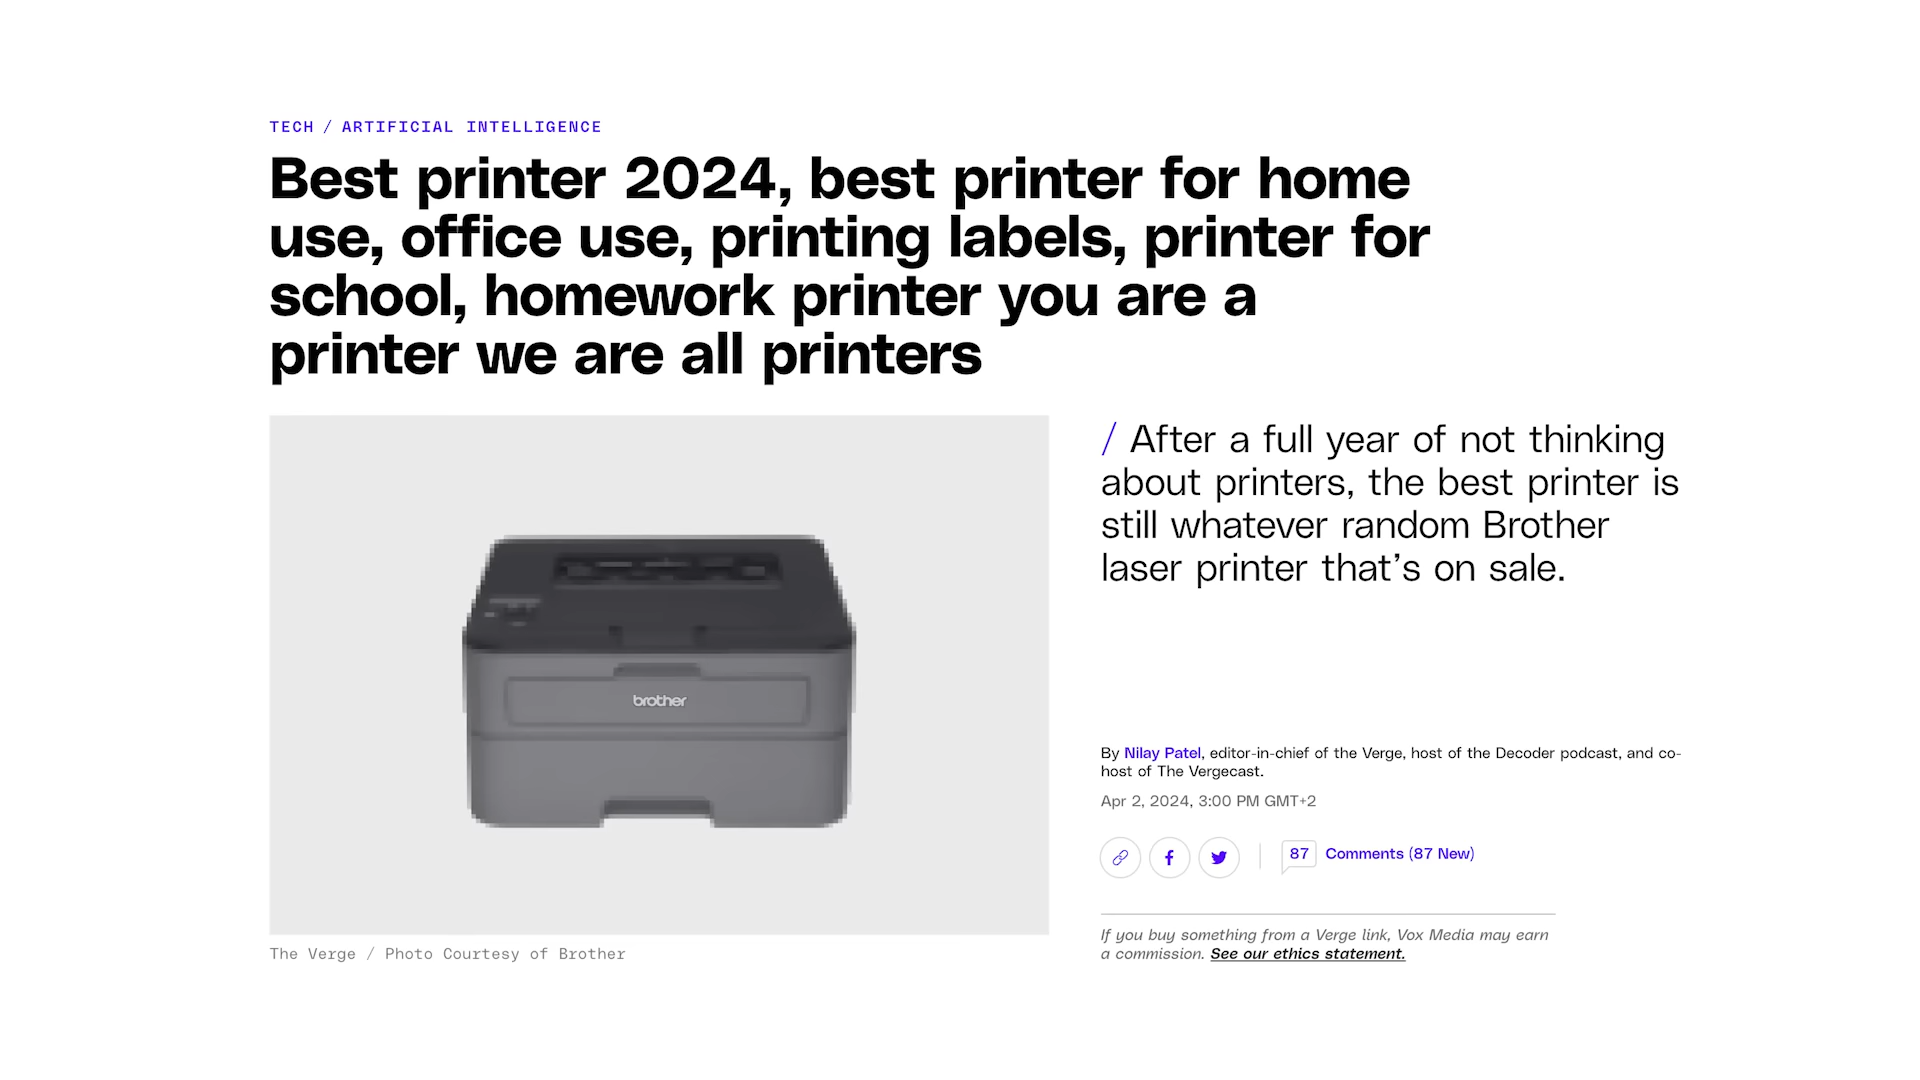 TECH / ARTIFICIAL INTELLIGENCE
Best printer 2024, best printer for home
use, office use, printing labels, printer for
school, homework printer you are a
printer we are all printers
brother
The Verge / Photo Courtesy of Brother
/ After a full year of not thinking
about printers, the best printer is
still whatever random Brother
laser printer that’s on sale.
By Nilay Patel, editor-in-chief of the Verge, host of the Decoder podcast, and co-
host of The Vergecast.
Apr 2, 2024, 3:00 PM GMT+2
87 Comments (87 New)
If you buy something from a Verge link, Vox Media may earn
a commission. See our ethics statement.